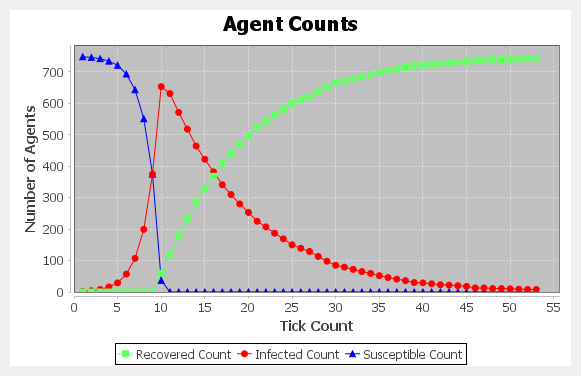 Agent Counts
Number of Agents
700
600
500
400
300
200
100
0
0 5 10 15 20 25 30 35 40 45 50 55
Tick Count
Recovered Count Infected Count Susceptible Count